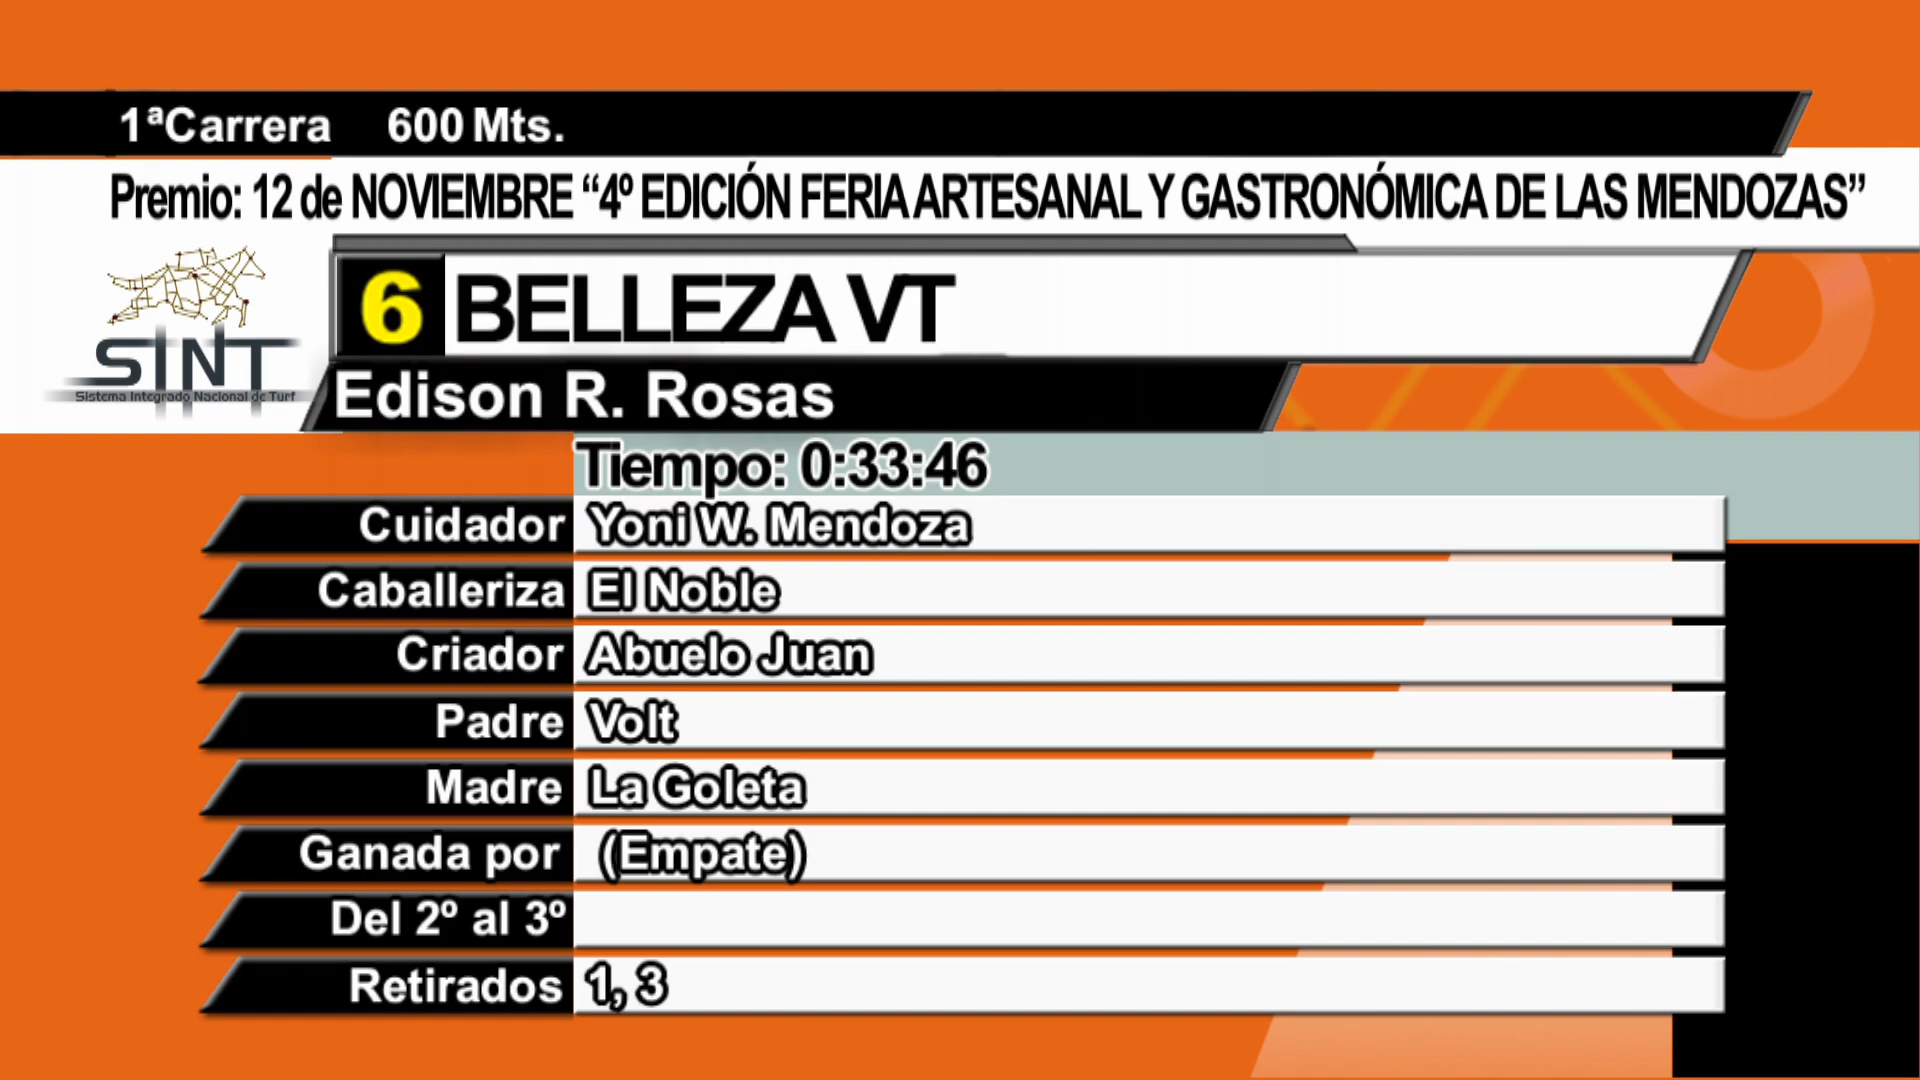 1ªCarrera 600 Mts.
Premio: 12 de NOVIEMBRE “4º EDICIÓN FERIA ARTESANAL Y GASTRONÓMICA DE LAS MENDOZAS”
SINT
Sistema Integrado Nacional de Turf
6 BELLEZA VT
Edison R. Rosas
Tiempo: 0:33:46
Cuidador Yoni W. Mendoza
Caballeriza El Noble
Criador Abuelo Juan
Padre Volt
Madre La Goleta
Ganada por (Empate)
Del 2º al 3º
Retirados 1, 3